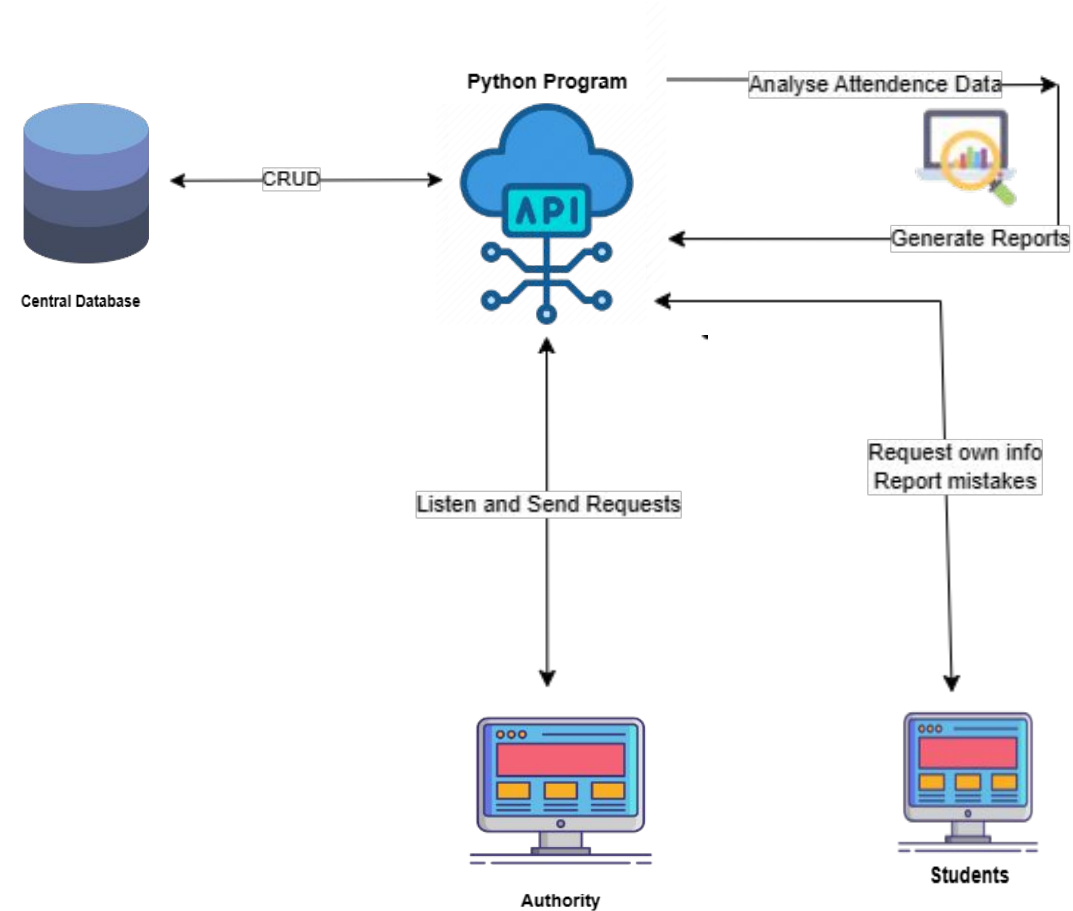 Python Program
Analyse Attendence Data
API
CRUD
Generate Reports
Central Database
Request own info
Report mistakes
Listen and Send Requests
Students
Authority